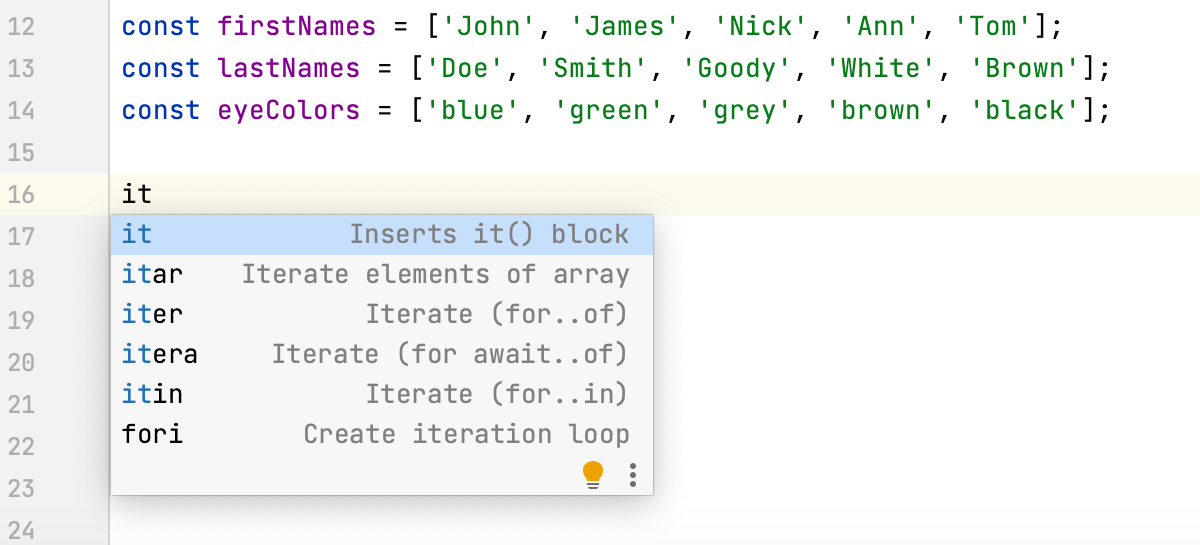 12 const firstNames = ['John', 'James', 'Nick', 'Ann', 'Tom'];
13 const lastNames = ['Doe', 'Smith', 'Goody', 'White', 'Brown'];
14 const eyeColors = ['blue', 'green', 'grey', 'brown', 'black'];
15
16 it
17 it Inserts it() block
18 itar Iterate elements of array
19 iter Iterate (for..of)
20 itera Iterate (for await..of)
21 itin Iterate (for..in)
22 fori Create iteration loop
23
24